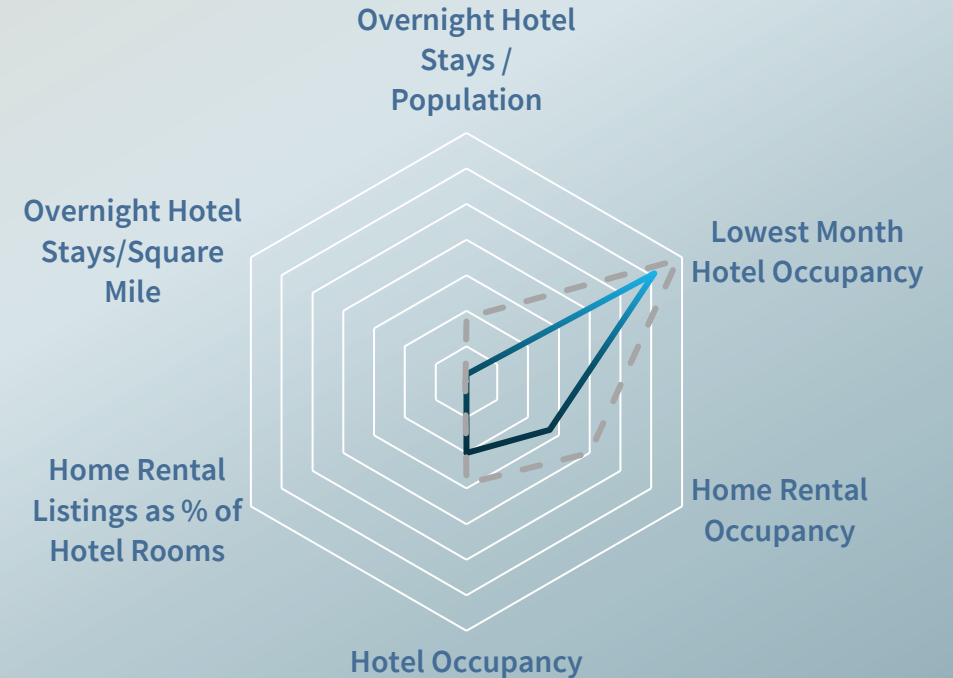 Overnight Hotel
Stays /
Population
Overnight Hotel
Stays/Square
Mile
Lowest Month
Hotel Occupancy
Home Rental
Listings as % of
Hotel Rooms
Home Rental
Occupancy
Hotel Occupancy